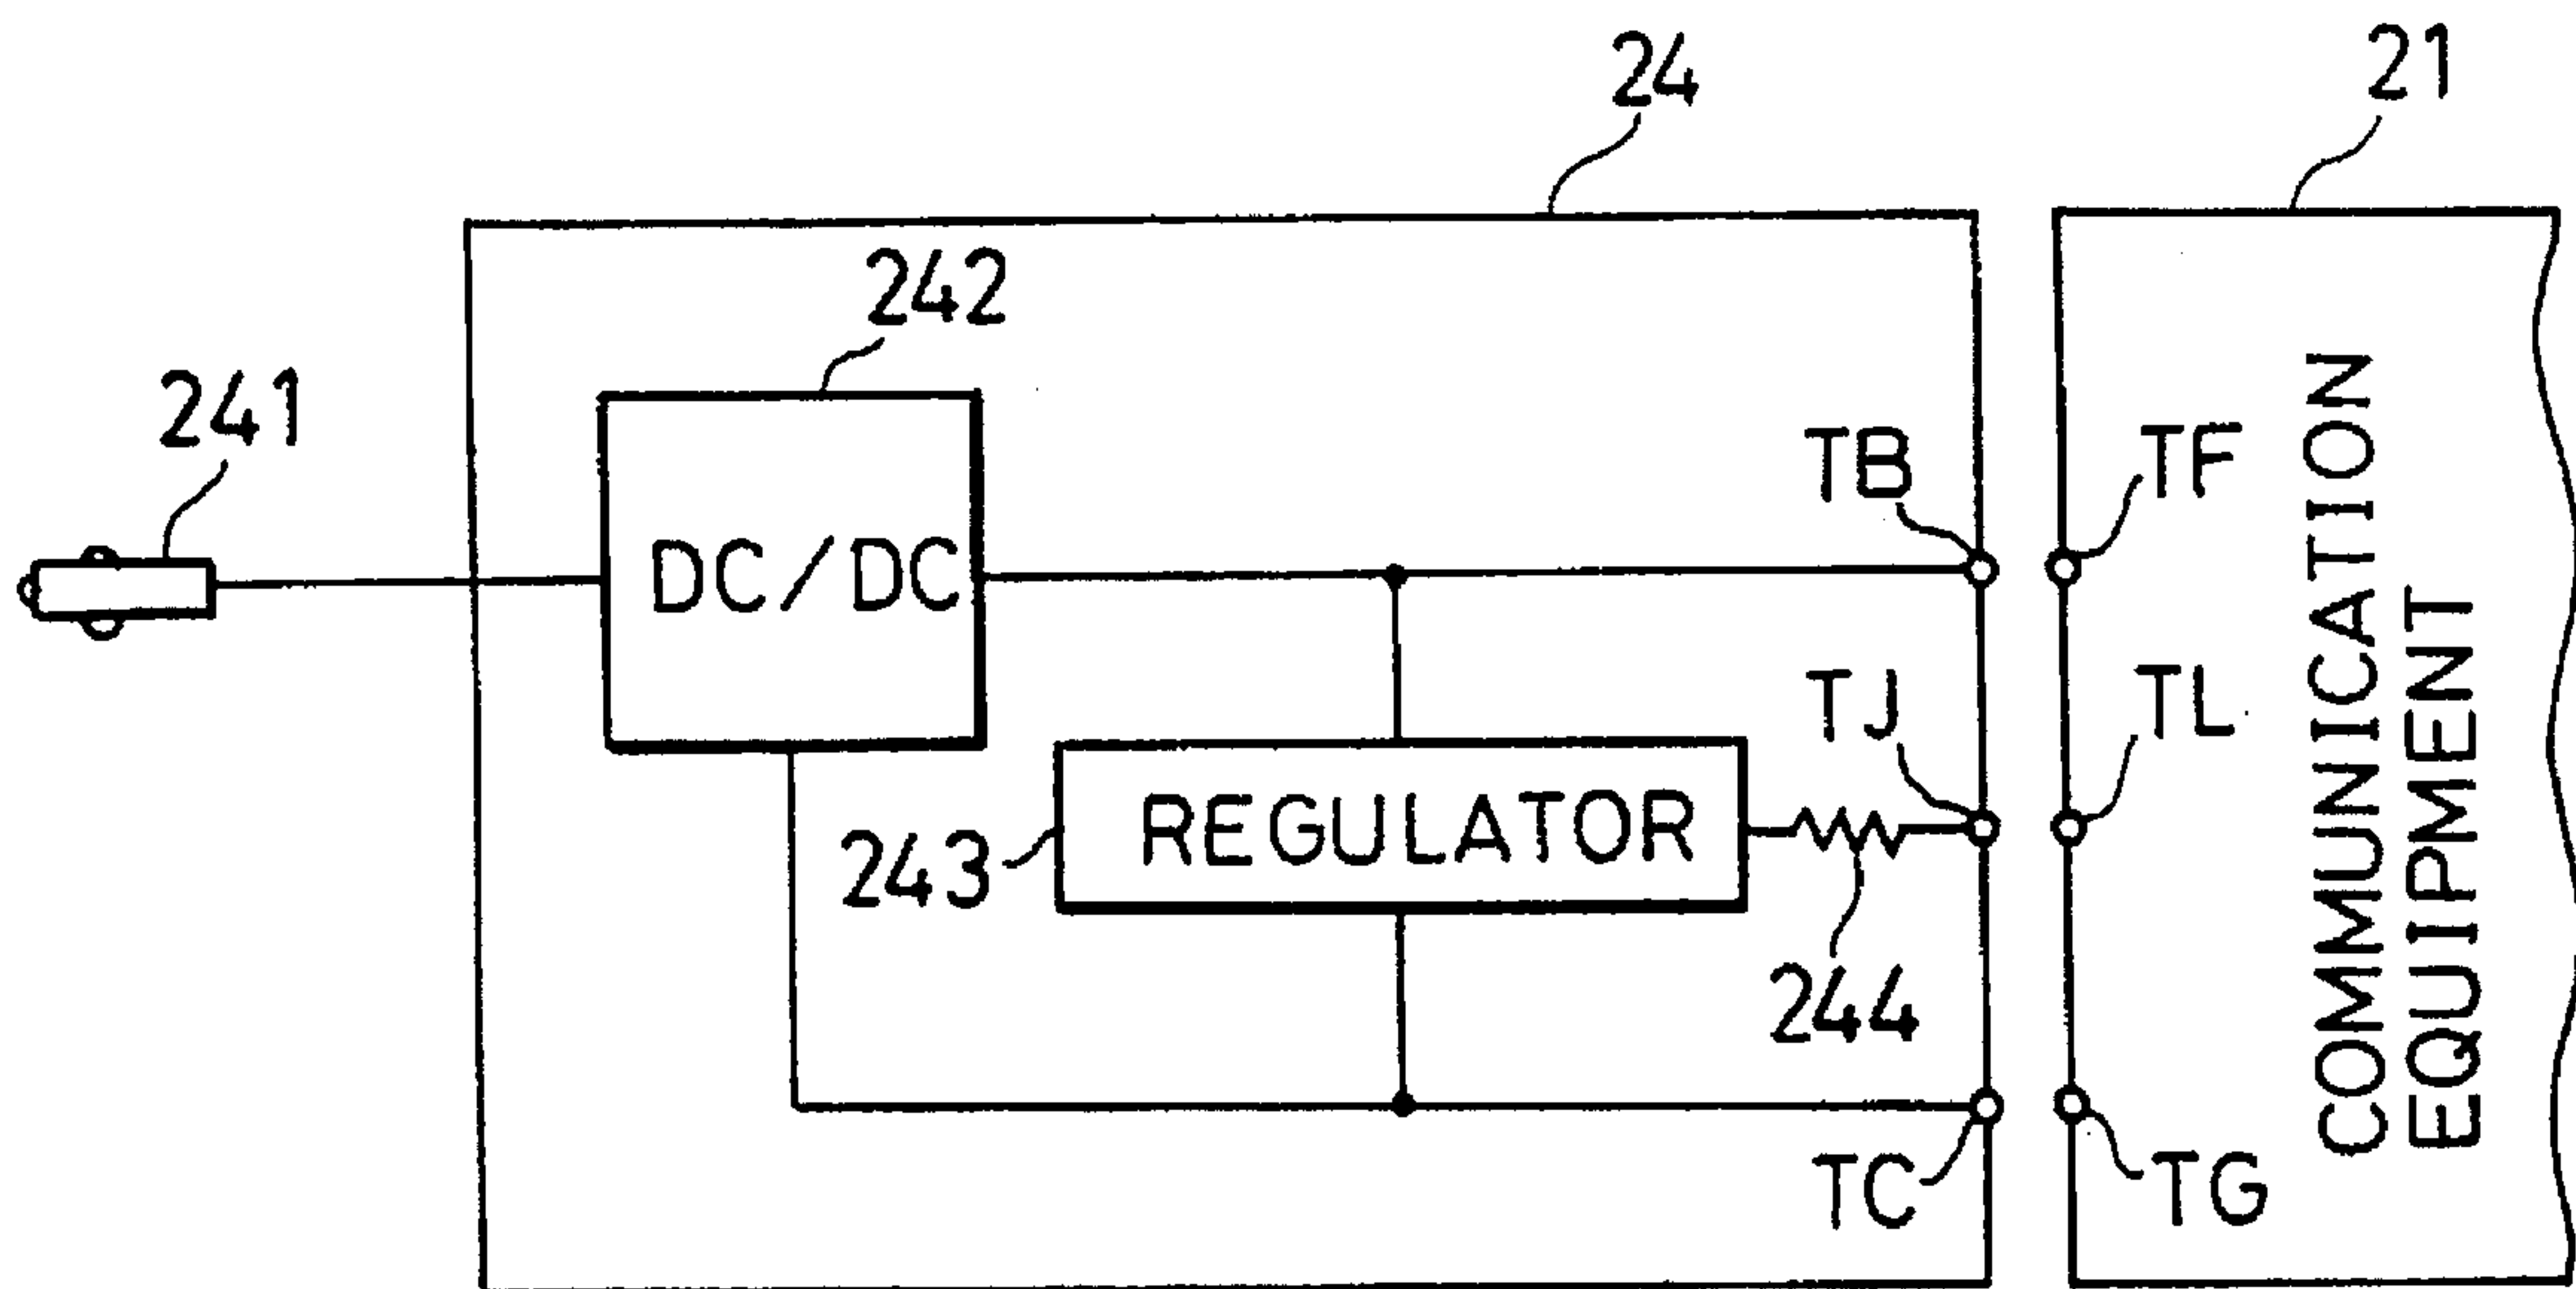 24
21
242
241
DC/DC
TB
TF
TJ
TL
REGULATOR
243
244
TC
TG
COMMUNICATION
EQUIPMENT